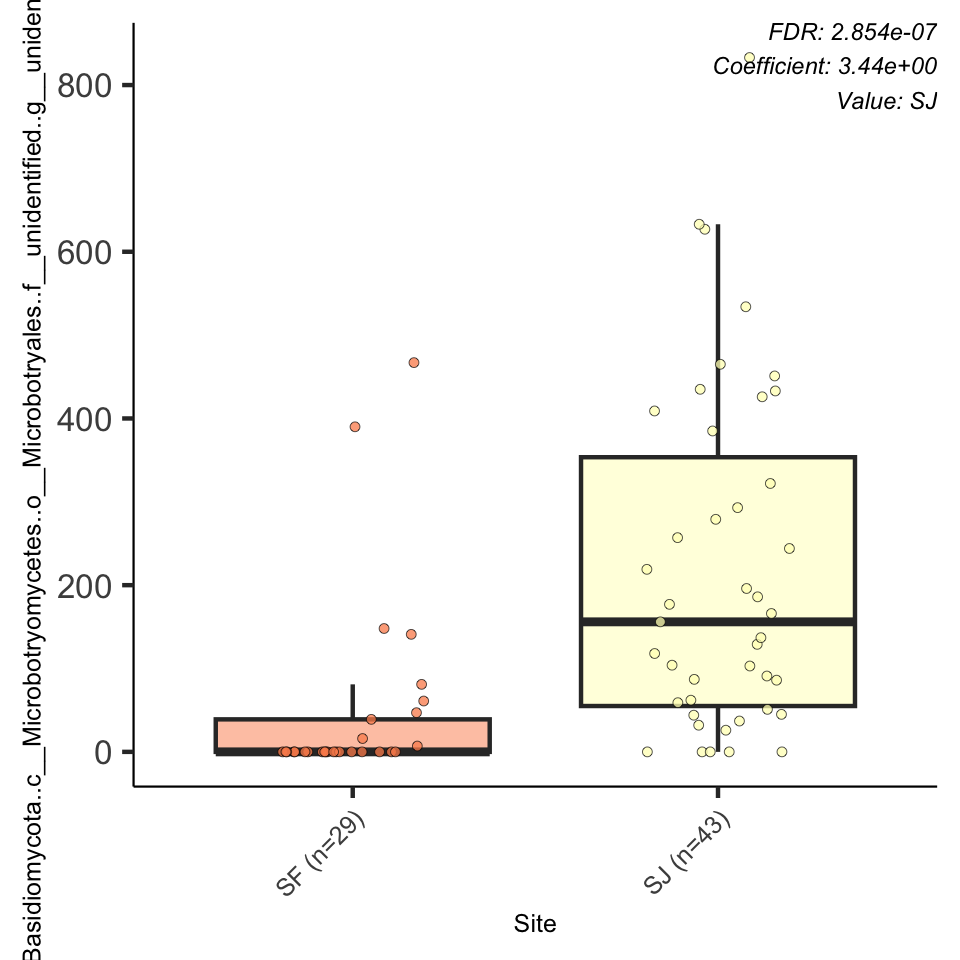 FDR: 2.854e-07
Coefficient: 3.44e+00
Value: SJ
Basidiomycota..c__Microbotryomycetes..o__Microbotryales..f__unidentified..g__uniden
800
600
400
200
0
SF (n=29)
SJ (n=43)
Site